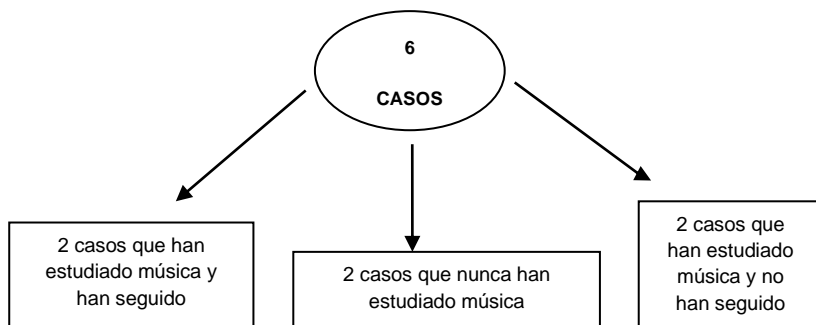 6
CASOS
2 casos que han
estudiado música y
han seguido
2 casos que nunca han
estudiado música
2 casos que
han estudiado
música y no
han seguido